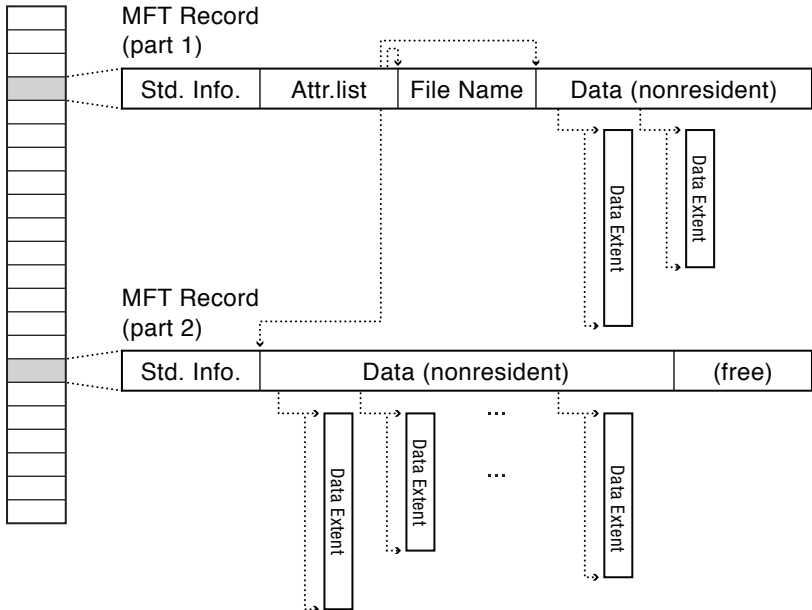 MFT Record
(part 1)
Std. Info.
Attr.list
File Name
Data (nonresident)
Data Extent
Data Extent
MFT Record
(part 2)
Std. Info.
Data (nonresident)
(free)
...
...
Data Extent
Data Extent
Data Extent